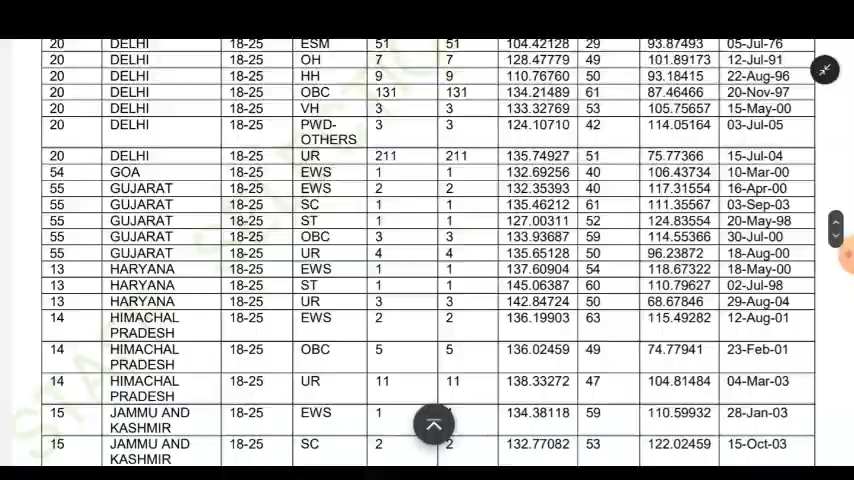 20 DELHI 18-25 ESM 51 51 104.42128 29 93.87493 05-Jul-76
20 DELHI 18-25 OH 7 7 128.47779 49 101.89173 12-Jul-91
20 DELHI 18-25 HH 9 9 110.76760 50 93.18415 22-Aug-96
20 DELHI 18-25 OBC 131 131 134.21489 61 87.46466 20-Nov-97
20 DELHI 18-25 VH 3 3 133.32769 53 105.75657 15-May-00
20 DELHI 18-25 PWD- 3 3 124.10710 42 114.05164 03-Jul-05
OTHERS
20 DELHI 18-25 UR 211 211 135.74927 51 75.77366 15-Jul-04
54 GOA 18-25 EWS 1 1 132.69256 40 106.43734 10-Mar-00
55 GUJARAT 18-25 EWS 2 2 132.35393 40 117.31554 16-Apr-00
55 GUJARAT 18-25 SC 1 1 135.46212 61 111.35567 03-Sep-03
55 GUJARAT 18-25 ST 1 1 127.00311 52 124.83554 20-May-98
55 GUJARAT 18-25 OBC 3 3 133.93687 59 114.55366 30-Jul-00
55 GUJARAT 18-25 UR 4 4 135.65128 50 96.23872 18-Aug-00
13 HARYANA 18-25 EWS 1 1 137.60904 54 118.67322 18-May-00
13 HARYANA 18-25 ST 1 1 145.06387 60 110.79627 02-Jul-98
13 HARYANA 18-25 UR 3 3 142.84724 50 68.67846 29-Aug-04
14 HIMACHAL 18-25 EWS 2 2 136.19903 63 115.49282 12-Aug-01
PRADESH
14 HIMACHAL 18-25 OBC 5 5 136.02459 49 74.77941 23-Feb-01
PRADESH
14 HIMACHAL 18-25 UR 11 11 138.33272 47 104.81484 04-Mar-03
PRADESH
15 JAMMU AND 18-25 EWS 1 134.38118 59 110.59932 28-Jan-03
KASHMIR
15 JAMMU AND 18-25 SC 2 2 132.77082 53 122.02459 15-Oct-03
KASHMIR